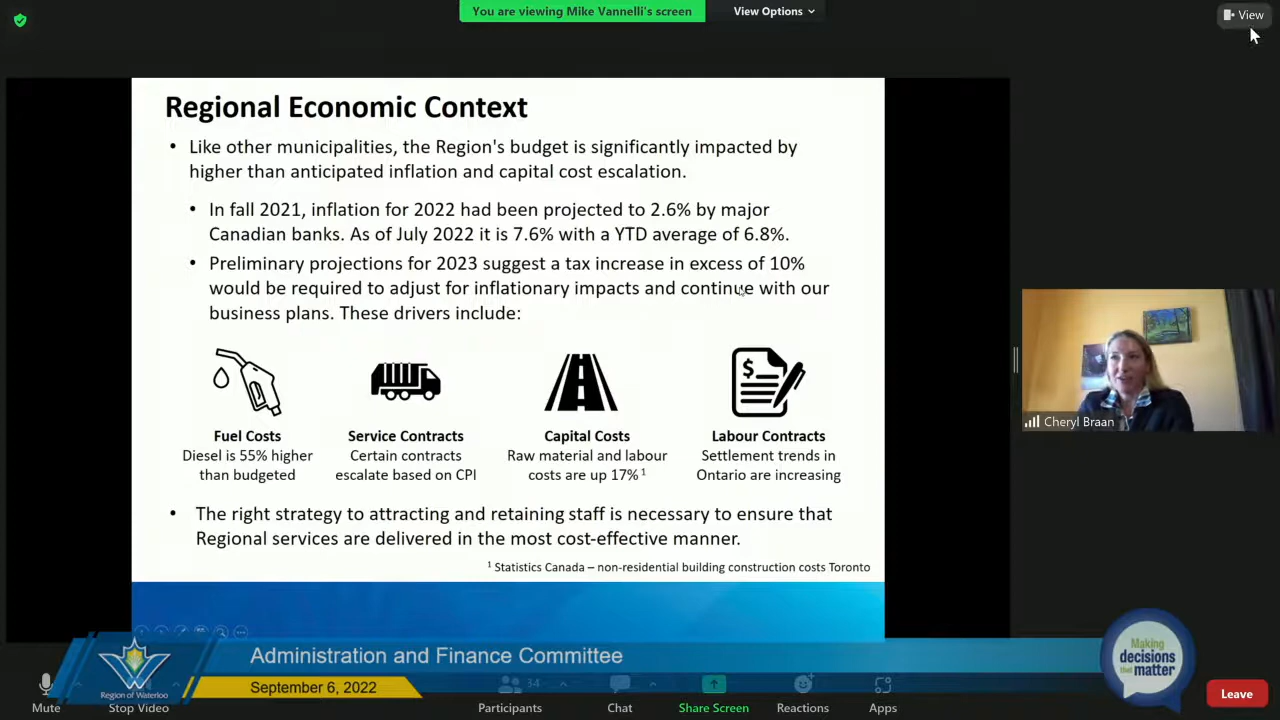 You are viewing Mike Vannelli's screen
View Options
View
Regional Economic Context
• Like other municipalities, the Region's budget is significantly impacted by
higher than anticipated inflation and capital cost escalation.
• In fall 2021, inflation for 2022 had been projected to 2.6% by major
Canadian banks. As of July 2022 it is 7.6% with a YTD average of 6.8%.
• Preliminary projections for 2023 suggest a tax increase in excess of 10%
would be required to adjust for inflationary impacts and continue with our
business plans. These drivers include:
$
Fuel Costs
Diesel is 55% higher
than budgeted
Service Contracts
Certain contracts
escalate based on CPI
Capital Costs
Raw material and labour
costs are up 17% ¹
Labour Contracts
Settlement trends in
Ontario are increasing
• The right strategy to attracting and retaining staff is necessary to ensure that
Regional services are delivered in the most cost-effective manner.
¹ Statistics Canada – non-residential building construction costs Toronto
Cheryl Braan
Region of Waterloo
Administration and Finance Committee
September 6, 2022
Making
decisions
that
matter
34
Mute
Stop Video
Participants
Chat
Share Screen
Reactions
Apps
Leave